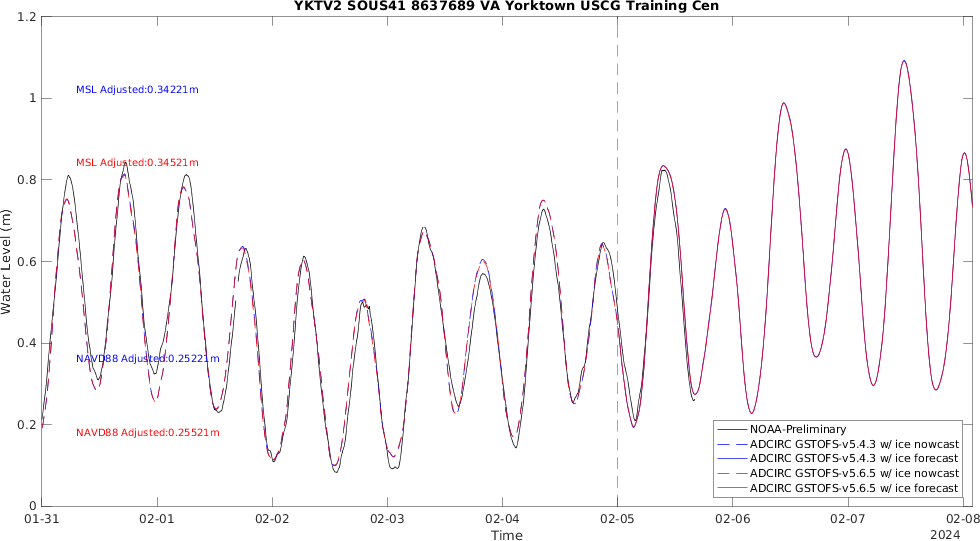 YKTV2 SOUS41 8637689 VA Yorktown USCG Training Cen
1.2
1
0.8
0.6
0.4
0.2
0
Water Level (m)
MSL Adjusted:0.34221m
MSL Adjusted:0.34521m
NAVD88 Adjusted:0.25221m
NAVD88 Adjusted:0.25521m
NOAA-Preliminary
ADCIRC GSTOFS-v5.4.3 w/ ice nowcast
ADCIRC GSTOFS-v5.4.3 w/ ice forecast
ADCIRC GSTOFS-v5.6.5 w/ ice nowcast
ADCIRC GSTOFS-v5.6.5 w/ ice forecast
01-31 02-01 02-02 02-03 02-04 02-05 02-06 02-07 02-08
Time
2024